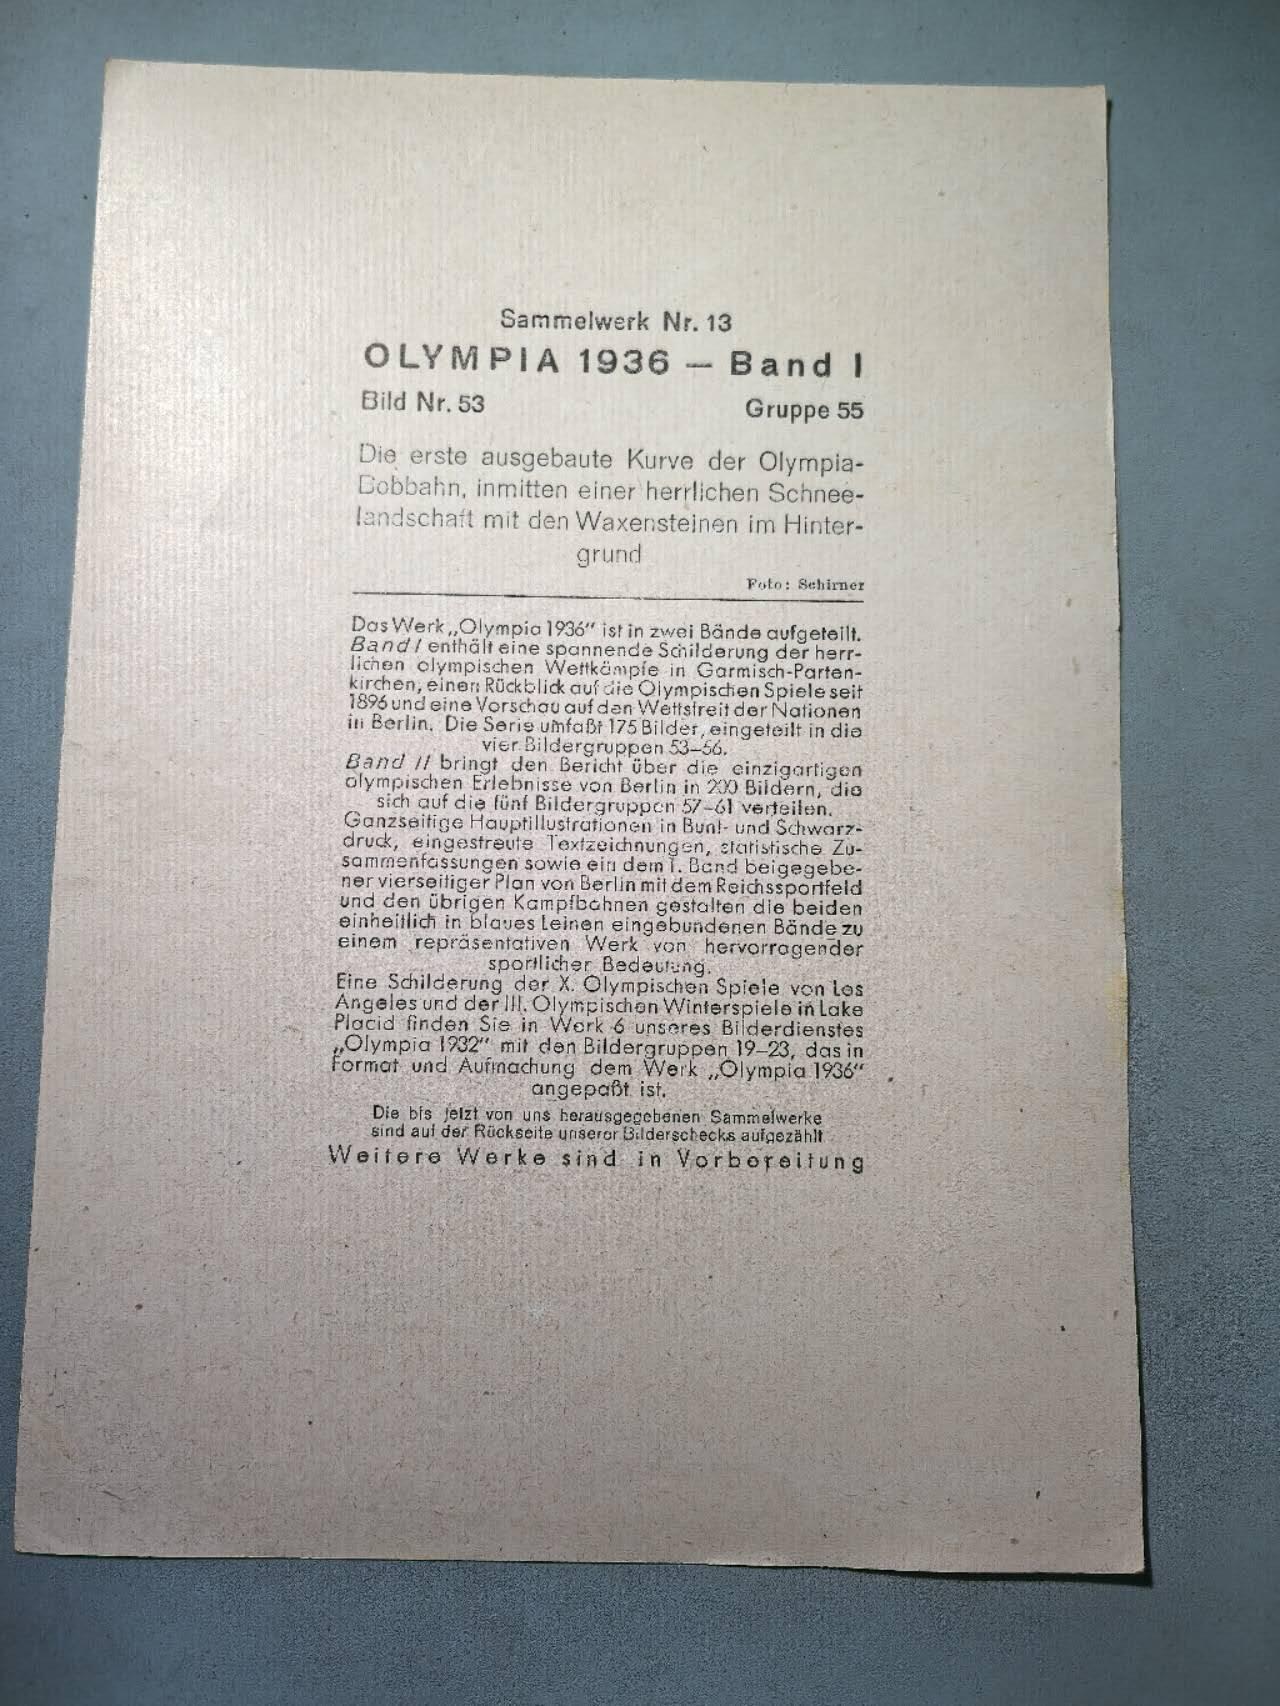 Sammelwerk Nr. 13
OLYMPIA 1936 — Band I
Bild Nr. 53 Gruppe 55
Die erste ausgebaute Kurve der Olympia-
Bobbahn, inmitten einer herrlichen Schnee-
landschaft mit den Waxensteinen im Hinter-
grund
Foto: Schirner
Das Werk „Olympia 1936“ ist in zwei Bände aufgeteilt.
Band I enthält eine spannende Schilderung der herr-
lichen olympischen Wettkämpfe in Garmisch-Parten-
kirchen, einen Rückblick auf die Olympischen Spiele seit
1896 und eine Vorschau auf den Wettstreit der Nationen
in Berlin. Die Serie umfaßt 175 Bilder, eingeteilt in die
vier Bildergruppen 53–56.
Band II bringt den Bericht über die einzigartigen
olympischen Erlebnisse von Berlin in 200 Bildern, die
sich auf die fünf Bildergruppen 57–61 verteilen.
Ganzseitige Hauptillustrationen in Bunt- und Schwarz-
druck, eingestreute Textzeichnungen, statistische Zu-
sammenfassungen sowie ein dem 1. Band beigegebe-
ner vierseitiger Plan von Berlin mit dem Reichssportfeld
und den übrigen Kampfbahnen gestalten die beiden
einheitlich in blaues Leinen eingebundenen Bände zu
einem repräsentativen Werk von hervorragender
sportlicher Bedeutung.
Eine Schilderung der X. Olympischen Spiele von Los
Angeles und der III. Olympischen Winterspiele in Lake
Placid finden Sie in Werk 6 unseres Bilderdienstes
„Olympia 1932“ mit den Bildergruppen 19–23, das in
Format und Aufmachung dem Werk „Olympia 1936“
angepaßt ist.
Die bis jetzt von uns herausgegebenen Sammelwerke
sind auf der Rückseite unserer Bilderschecks aufgezählt
Weitere Werke sind in Vorbereitung